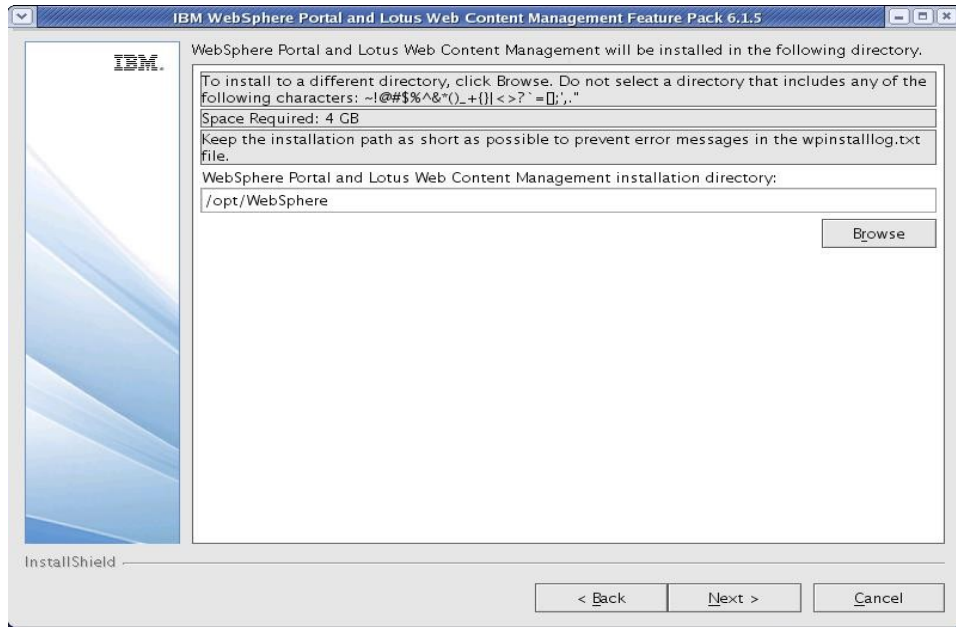 IBM WebSphere Portal and Lotus Web Content Management Feature Pack 6.1.5
IBM.
WebSphere Portal and Lotus Web Content Management will be installed in the following directory.
To install to a different directory, click Browse. Do not select a directory that includes any of the
following characters: ~!@#$%^&*()_+{}|<>?`=[];',."
Space Required: 4 GB
Keep the installation path as short as possible to prevent error messages in the wpinstalllog.txt
file.
WebSphere Portal and Lotus Web Content Management installation directory:
/opt/WebSphere
Browse
InstallShield
< Back
Next >
Cancel